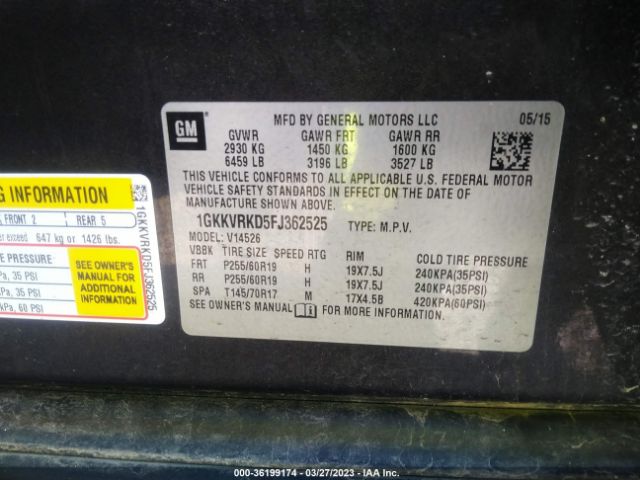 GM
MFD BY GENERAL MOTORS LLC 05/15
GVWR GAWR FRT GAWR RR
2930 KG 1450 KG 1600 KG
6459 LB 3196 LB 3527 LB
THIS VEHICLE CONFORMS TO ALL APPLICABLE U.S. FEDERAL MOTOR
VEHICLE SAFETY STANDARDS IN EFFECT ON THE DATE OF
MANUFACTURE SHOWN ABOVE.
1GKKVRKD5FJ362525 TYPE: M.P.V.
MODEL: V14526
VBBK TIRE SIZE SPEED RTG RIM COLD TIRE PRESSURE
FRT P255/60R19 H 19X7.5J 240KPA(35PSI)
RR P255/60R19 H 19X7.5J 240KPA(35PSI)
SPA T145/70R17 M 17X4.5B 420KPA(60PSI)
SEE OWNER'S MANUAL FOR MORE INFORMATION.
INFORMATION
FRONT 2 REAR 5
exceed 647 kg or 1426 lbs.
PRESSURE
kPa, 35 PSI
kPa, 35 PSI
kPa, 60 PSI
SEE OWNER'S
MANUAL FOR
ADDITIONAL
INFORMATION
1GKKVRKD5FJ362525
000-36199174 - 03/27/2023 - IAA Inc.